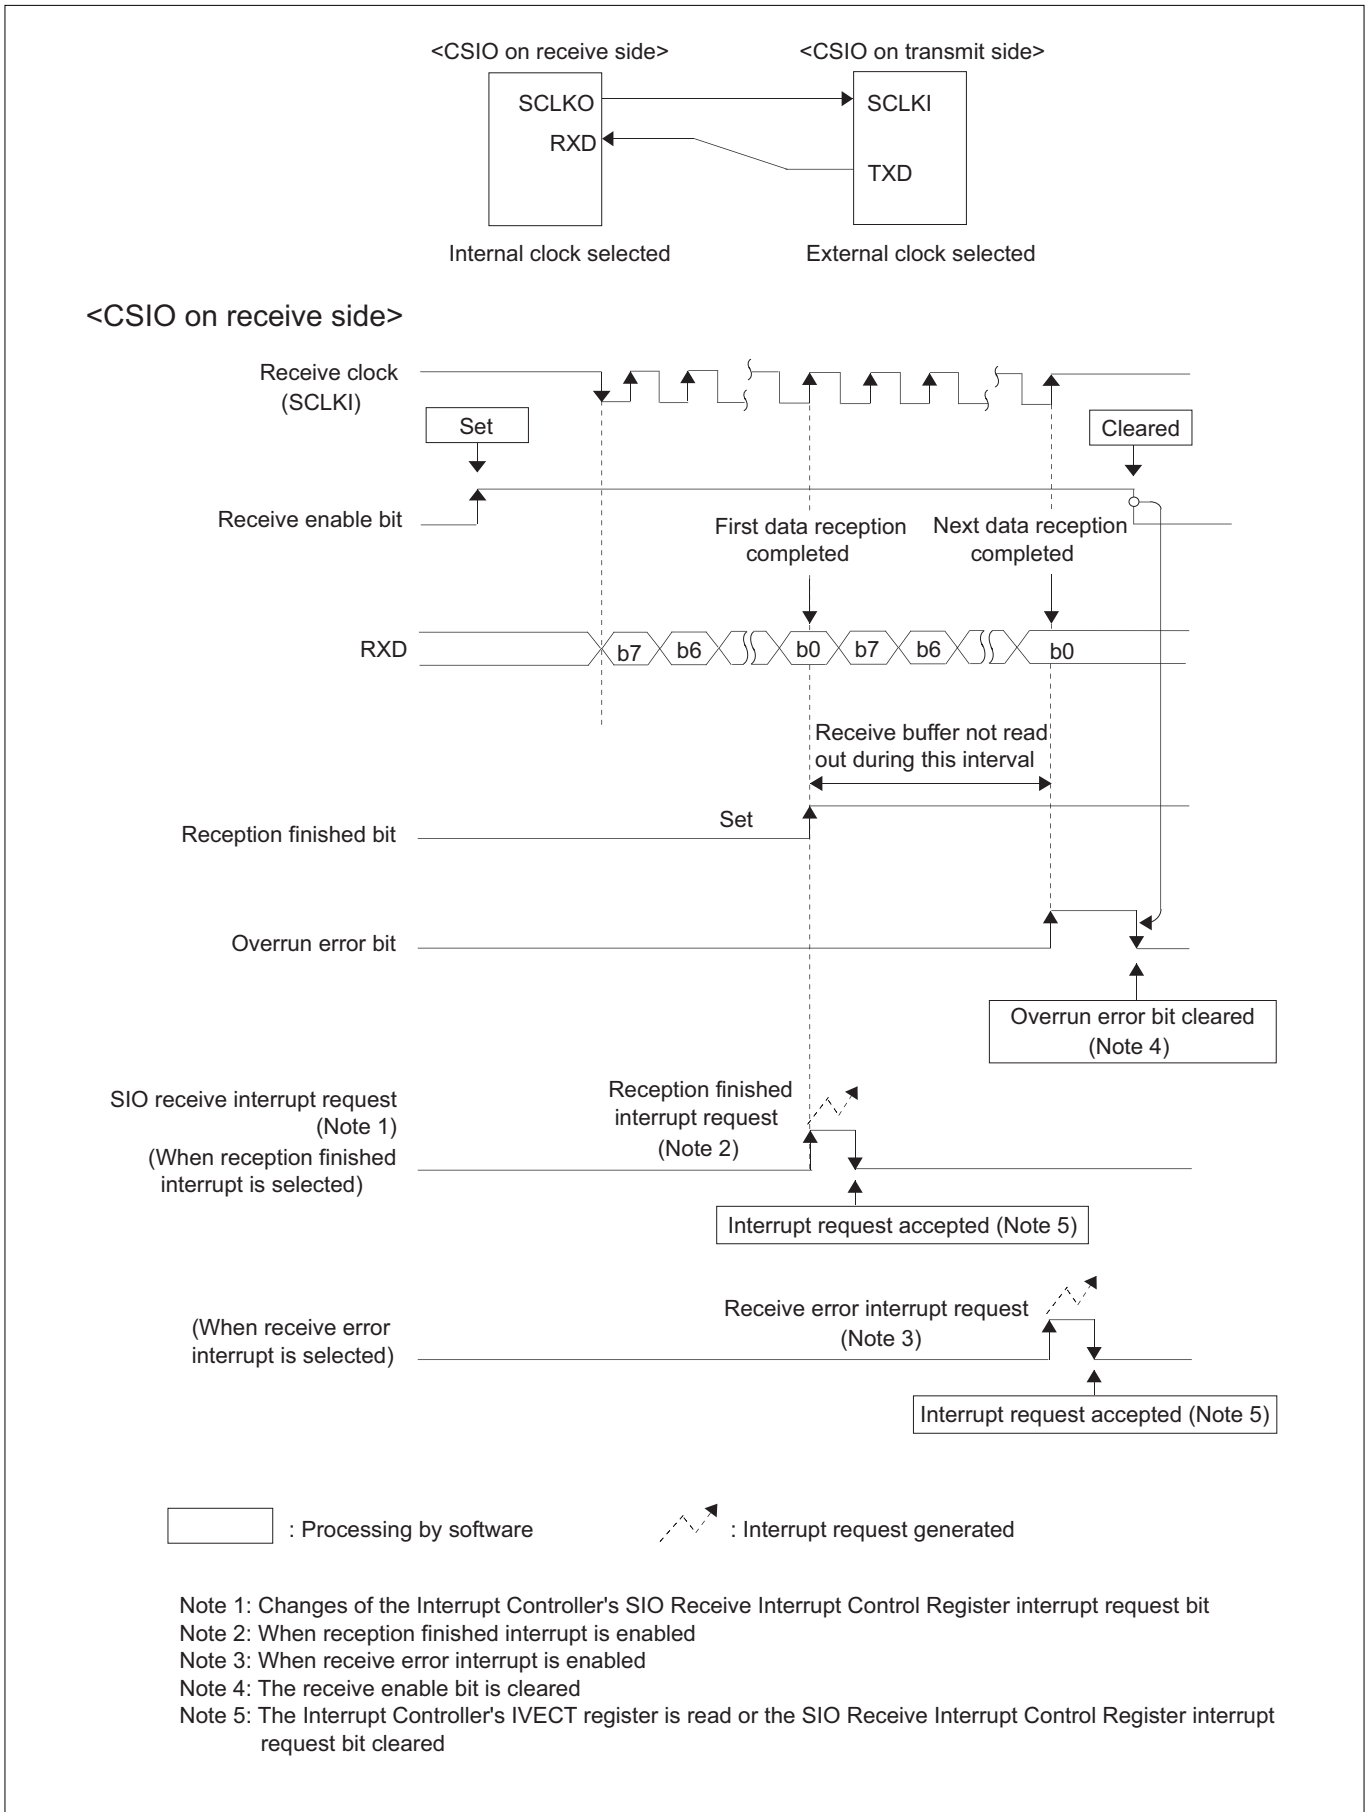 <CSIO on receive side>
<CSIO on transmit side>
SCLKO
SCLKI
RXD
TXD
Internal clock selected
External clock selected
<CSIO on receive side>
Receive clock
(SCLKI)
Set
Cleared
Receive enable bit
First data reception
completed
Next data reception
completed
RXD
b7
b6
b0
b7
b6
b0
Receive buffer not read
out during this interval
Set
Reception finished bit
Overrun error bit
Overrun error bit cleared
(Note 4)
SIO receive interrupt request
(Note 1)
(When reception finished
interrupt is selected)
Reception finished
interrupt request
(Note 2)
Interrupt request accepted (Note 5)
(When receive error
interrupt is selected)
Receive error interrupt request
(Note 3)
Interrupt request accepted (Note 5)
: Processing by software
: Interrupt request generated
Note 1: Changes of the Interrupt Controller's SIO Receive Interrupt Control Register interrupt request bit
Note 2: When reception finished interrupt is enabled
Note 3: When receive error interrupt is enabled
Note 4: The receive enable bit is cleared
Note 5: The Interrupt Controller's IVECT register is read or the SIO Receive Interrupt Control Register interrupt
request bit cleared